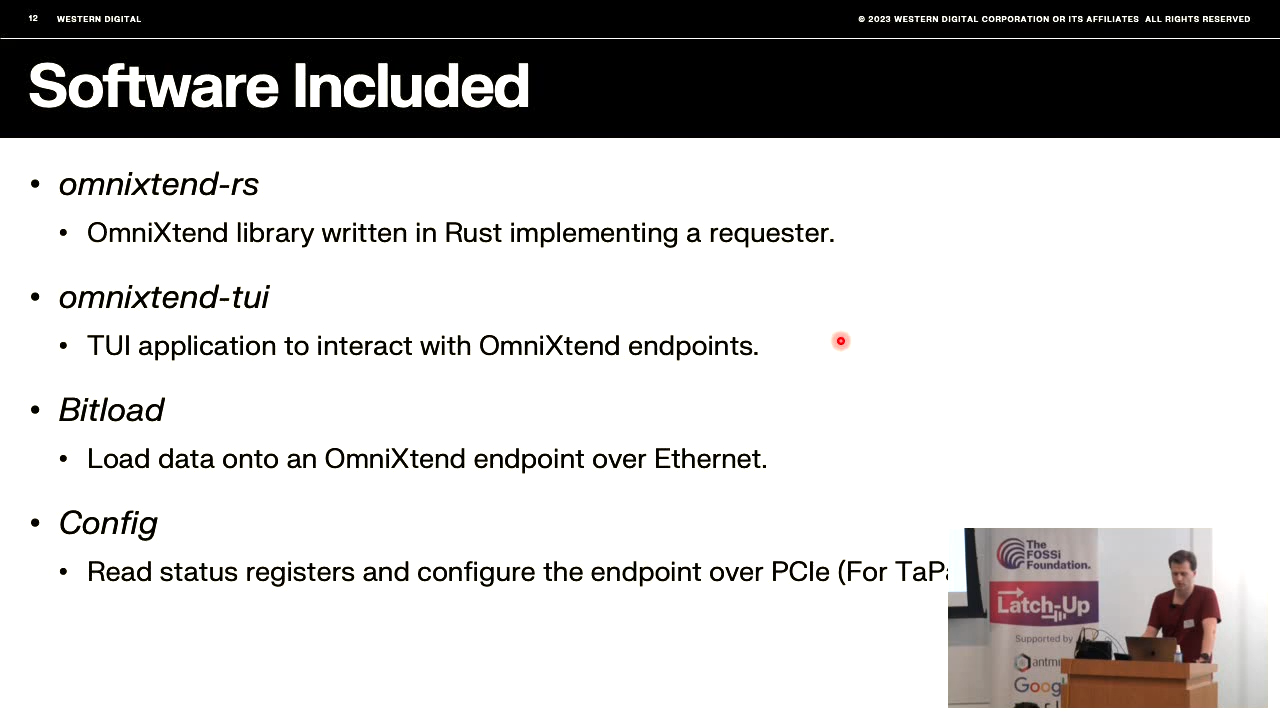 12 WESTERN DIGITAL © 2023 WESTERN DIGITAL CORPORATION OR ITS AFFILIATES ALL RIGHTS RESERVED
Software Included
• omnixtend-rs
• OmniXtend library written in Rust implementing a requester.
• omnixtend-tui
• TUI application to interact with OmniXtend endpoints.
• Bitload
• Load data onto an OmniXtend endpoint over Ethernet.
• Config
• Read status registers and configure the endpoint over PCIe (For
The
FOSSi
Foundation.
Latch-Up
Supported by